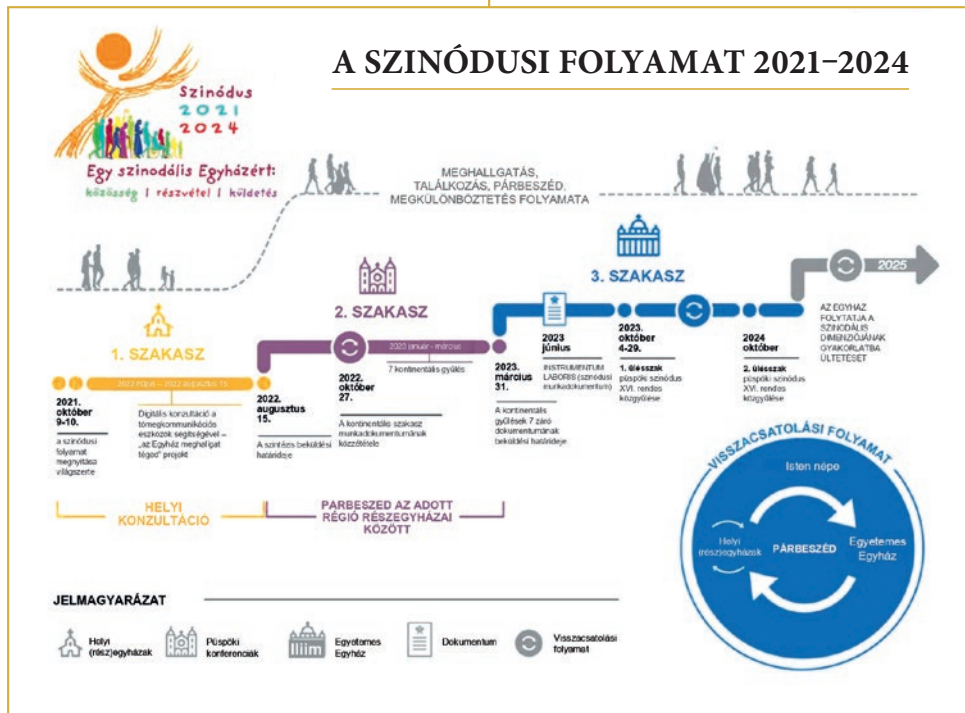 A SZINÓDUSI FOLYAMAT 2021–2024
Szinódus
2021
2024
Egy szinodális Egyházért:
közösség | részvétel | küldetés
MEGHALLGATÁS,
TALÁLKOZÁS, PÁRBESZÉD,
MEGKÜLÖNBÖZTETÉS FOLYAMATA
1. SZAKASZ
2022 – 2022 augusztus 15
2021.
október
9-10.
a szinódusi
folyamat
megnyitása
világszerte
Digitális konzultáció a
tömegkommunikációs
eszközök segítségével –
„az Egyház meghallgat
téged” projekt
HELYI
KONZULTÁCIÓ
2. SZAKASZ
2023 január - március
7 kontinentális gyűlés
2022.
augusztus
15.
A szintézis beküldési
határideje
2022.
október
27.
A kontinentális szakasz
munkadokumentumának
közzététele
PÁRBESZÉD AZ ADOTT
RÉGIÓ RÉSZEGYHÁZAI
KÖZÖTT
3. SZAKASZ
2023.
március
31.
A kontinentális
gyűlések 7 záró
dokumentumának
beküldési határideje
2023
június
INSTRUMENTUM
LABORIS (szinódusi
munkadokumentum)
2023.
október
4-29.
1. ülésszak
püspöki szinódus
XVI. rendes
közgyűlése
2024
október
2. ülésszak
püspöki szinódus
XVI. rendes
közgyűlése
2025
AZ EGYHÁZ
FOLYTATJA A
SZINODÁLIS
DIMENZIÓJÁNAK
GYAKORLATBA
ÜLTETÉSÉT
VISSZACSATOLÁSI FOLYAMAT
Isten népe
Helyi
(rész)egyházak
PÁRBESZÉD
Egyetemes
Egyház
JELMAGYARÁZAT
Helyi
(rész)egyházak
Püspöki
konferenciák
Egyetemes
Egyház
Dokumentum
Visszacsatolási
folyamat